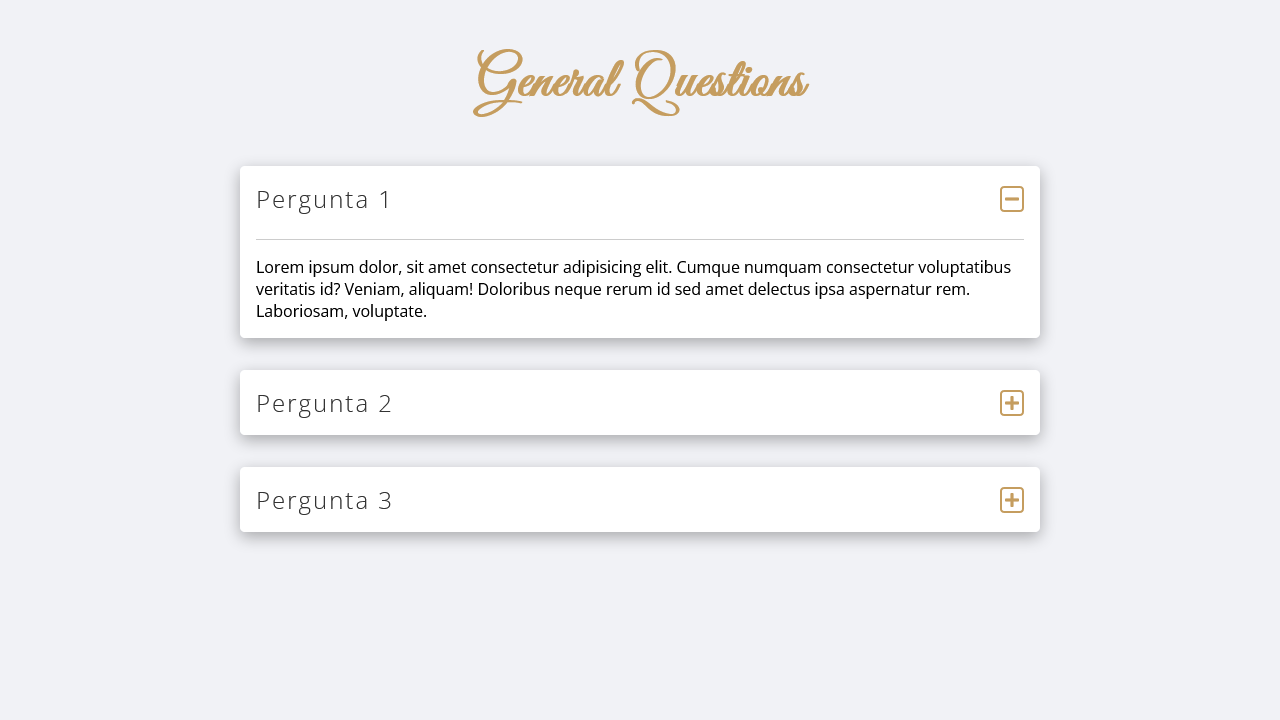 General Questions
Pergunta 1
Lorem ipsum dolor, sit amet consectetur adipisicing elit. Cumque numquam consectetur voluptatibus
veritatis id? Veniam, aliquam! Doloribus neque rerum id sed amet delectus ipsa aspernatur rem.
Laboriosam, voluptate.
Pergunta 2
Pergunta 3